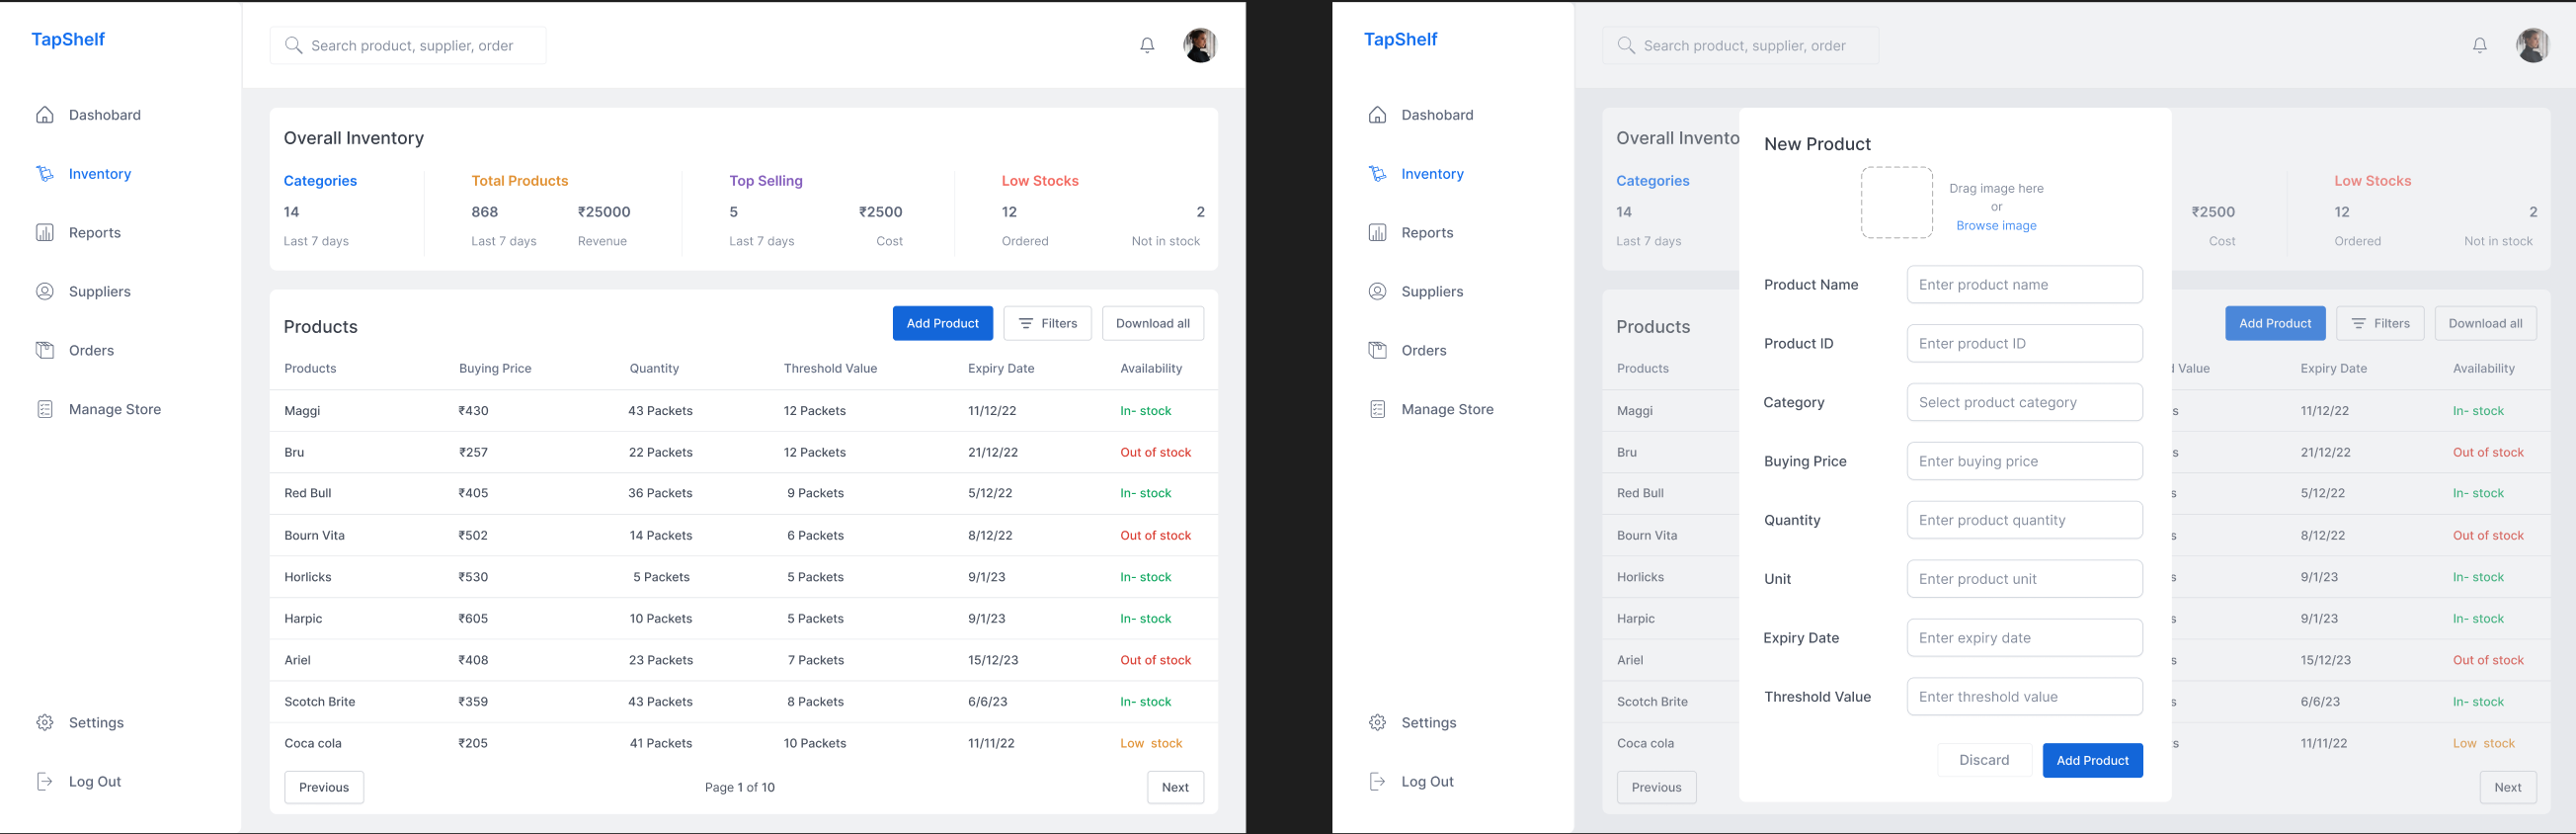 TapShelf
Search product, supplier, order
Dashobard
Inventory
Reports
Suppliers
Orders
Manage Store
Settings
Log Out
Overall Inventory
Categories Total Products Top Selling Low Stocks
14 868 ₹25000 5 ₹2500 12 2
Last 7 days Last 7 days Revenue Last 7 days Cost Ordered Not in stock
Products Add Product Filters Download all
Products Buying Price Quantity Threshold Value Expiry Date Availability
Maggi ₹430 43 Packets 12 Packets 11/12/22 In- stock
Bru ₹257 22 Packets 12 Packets 21/12/22 Out of stock
Red Bull ₹405 36 Packets 9 Packets 5/12/22 In- stock
Bourn Vita ₹502 14 Packets 6 Packets 8/12/22 Out of stock
Horlicks ₹530 5 Packets 5 Packets 9/1/23 In- stock
Harpic ₹605 10 Packets 5 Packets 9/1/23 In- stock
Ariel ₹408 23 Packets 7 Packets 15/12/23 Out of stock
Scotch Brite ₹359 43 Packets 8 Packets 6/6/23 In- stock
Coca cola ₹205 41 Packets 10 Packets 11/11/22 Low stock
Previous Page 1 of 10 Next
TapShelf
Search product, supplier, order
Dashobard
Inventory
Reports
Suppliers
Orders
Manage Store
Settings
Log Out
Overall Invento
Categories Low Stocks
14 ₹2500 12 2
Last 7 days Cost Ordered Not in stock
Products Add Product Filters Download all
Products Value Expiry Date Availability
Maggi s 11/12/22 In- stock
Bru s 21/12/22 Out of stock
Red Bull s 5/12/22 In- stock
Bourn Vita s 8/12/22 Out of stock
Horlicks s 9/1/23 In- stock
Harpic s 9/1/23 In- stock
Ariel s 15/12/23 Out of stock
Scotch Brite s 6/6/23 In- stock
Coca cola s 11/11/22 Low stock
Previous Next
New Product
Drag image here
or
Browse image
Product Name Enter product name
Product ID Enter product ID
Category Select product category
Buying Price Enter buying price
Quantity Enter product quantity
Unit Enter product unit
Expiry Date Enter expiry date
Threshold Value Enter threshold value
Discard Add Product